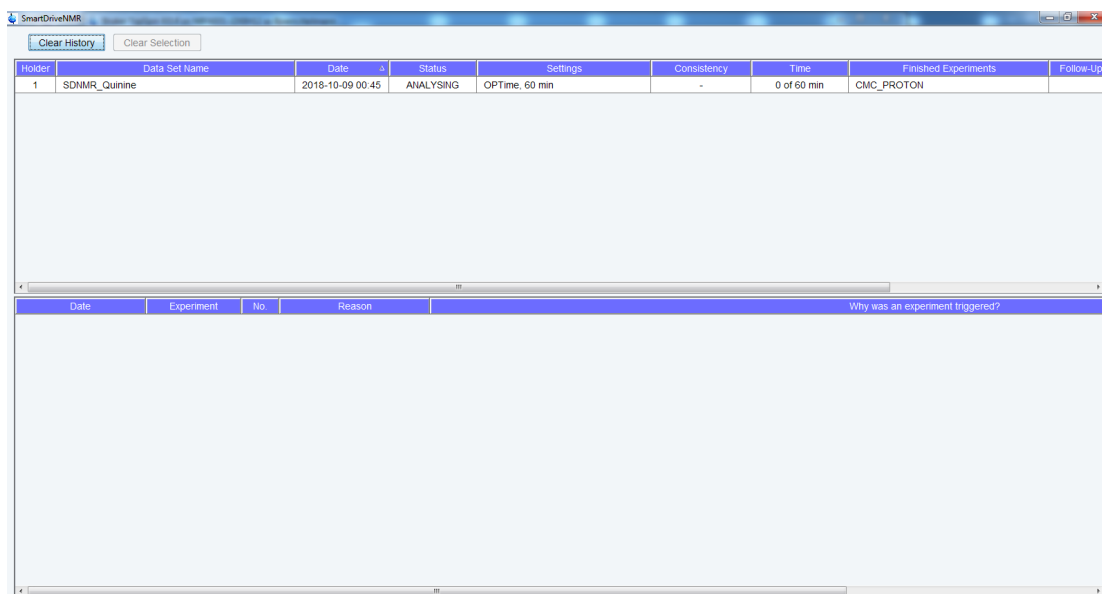 SmartDriveNMR
Clear History Clear Selection
Holder Data Set Name Date Status Settings Consistency Time Finished Experiments Follow-Up
1 SDNMR_Quinine 2018-10-09 00:45 ANALYSING OPTime, 60 min - 0 of 60 min CMC_PROTON
Date Experiment No. Reason Why was an experiment triggered?